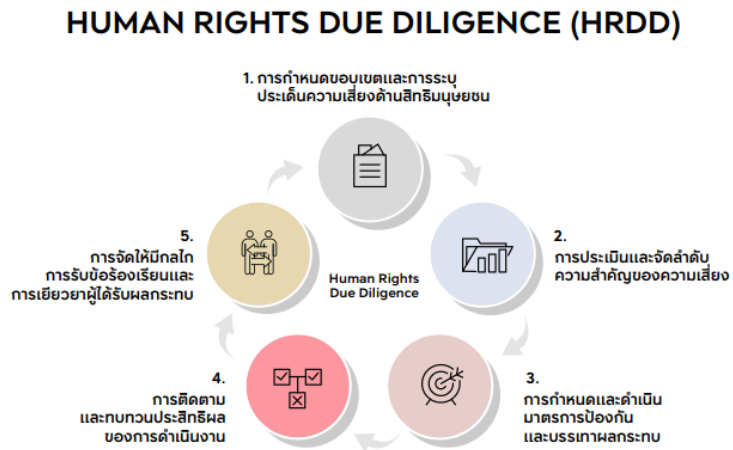 HUMAN RIGHTS DUE DILIGENCE (HRDD)
1. การกำหนดขอบเขตและการระบุ
ประเด็นความเสี่ยงด้านสิทธิมนุษยชน
2.
การประเมินและจัดลำดับ
ความสำคัญของความเสี่ยง
3.
การกำหนดและดำเนิน
มาตรการป้องกัน
และบรรเทาผลกระทบ
4.
การติดตาม
และทบทวนประสิทธิผล
ของการดำเนินงาน
5.
การจัดให้มีกลไก
การรับข้อร้องเรียนและ
การเยียวยาผู้ได้รับผลกระทบ
Human Rights
Due Diligence